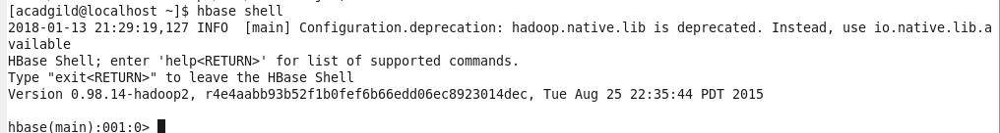 [acadgild@localhost ~]$ hbase shell
2018-01-13 21:29:19,127 INFO  [main] Configuration.deprecation: hadoop.native.lib is deprecated. Instead, use io.native.lib.a
vailable
HBase Shell; enter 'help<RETURN>' for list of supported commands.
Type "exit<RETURN>" to leave the HBase Shell
Version 0.98.14-hadoop2, r4e4aabb93b52f1b0fef6b66edd06ec8923014dec, Tue Aug 25 22:35:44 PDT 2015
hbase(main):001:0>